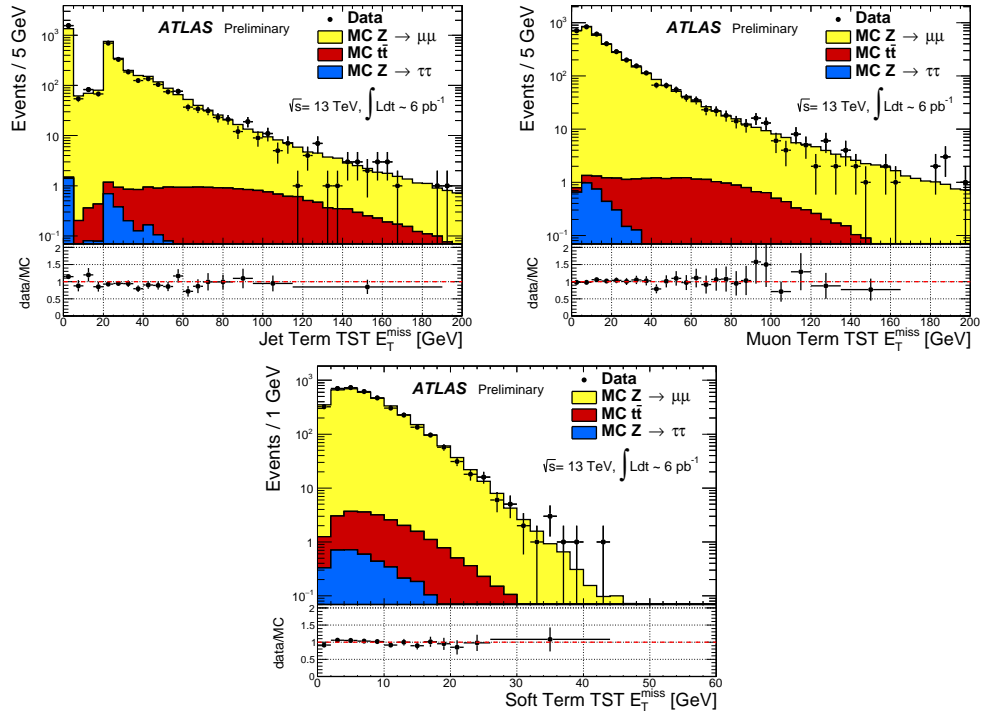 ATLAS Preliminary
Data
MC Z → μμ
MC tt̄
MC Z → ττ
√s= 13 TeV, ∫Ldt ~ 6 pb⁻¹
Events / 5 GeV
10³
10²
10
1
10⁻¹
data/MC
2
1.5
1
0.5
0
0 20 40 60 80 100 120 140 160 180 200
Jet Term TST E_T^miss [GeV]
ATLAS Preliminary
Data
MC Z → μμ
MC tt̄
MC Z → ττ
√s= 13 TeV, ∫Ldt ~ 6 pb⁻¹
Events / 5 GeV
10³
10²
10
1
10⁻¹
data/MC
2
1.5
1
0.5
0
0 20 40 60 80 100 120 140 160 180 200
Muon Term TST E_T^miss [GeV]
ATLAS Preliminary
Data
MC Z → μμ
MC tt̄
MC Z → ττ
√s= 13 TeV, ∫Ldt ~ 6 pb⁻¹
Events / 1 GeV
10³
10²
10
1
10⁻¹
data/MC
2
1.5
1
0.5
0
0 10 20 30 40 50 60
Soft Term TST E_T^miss [GeV]